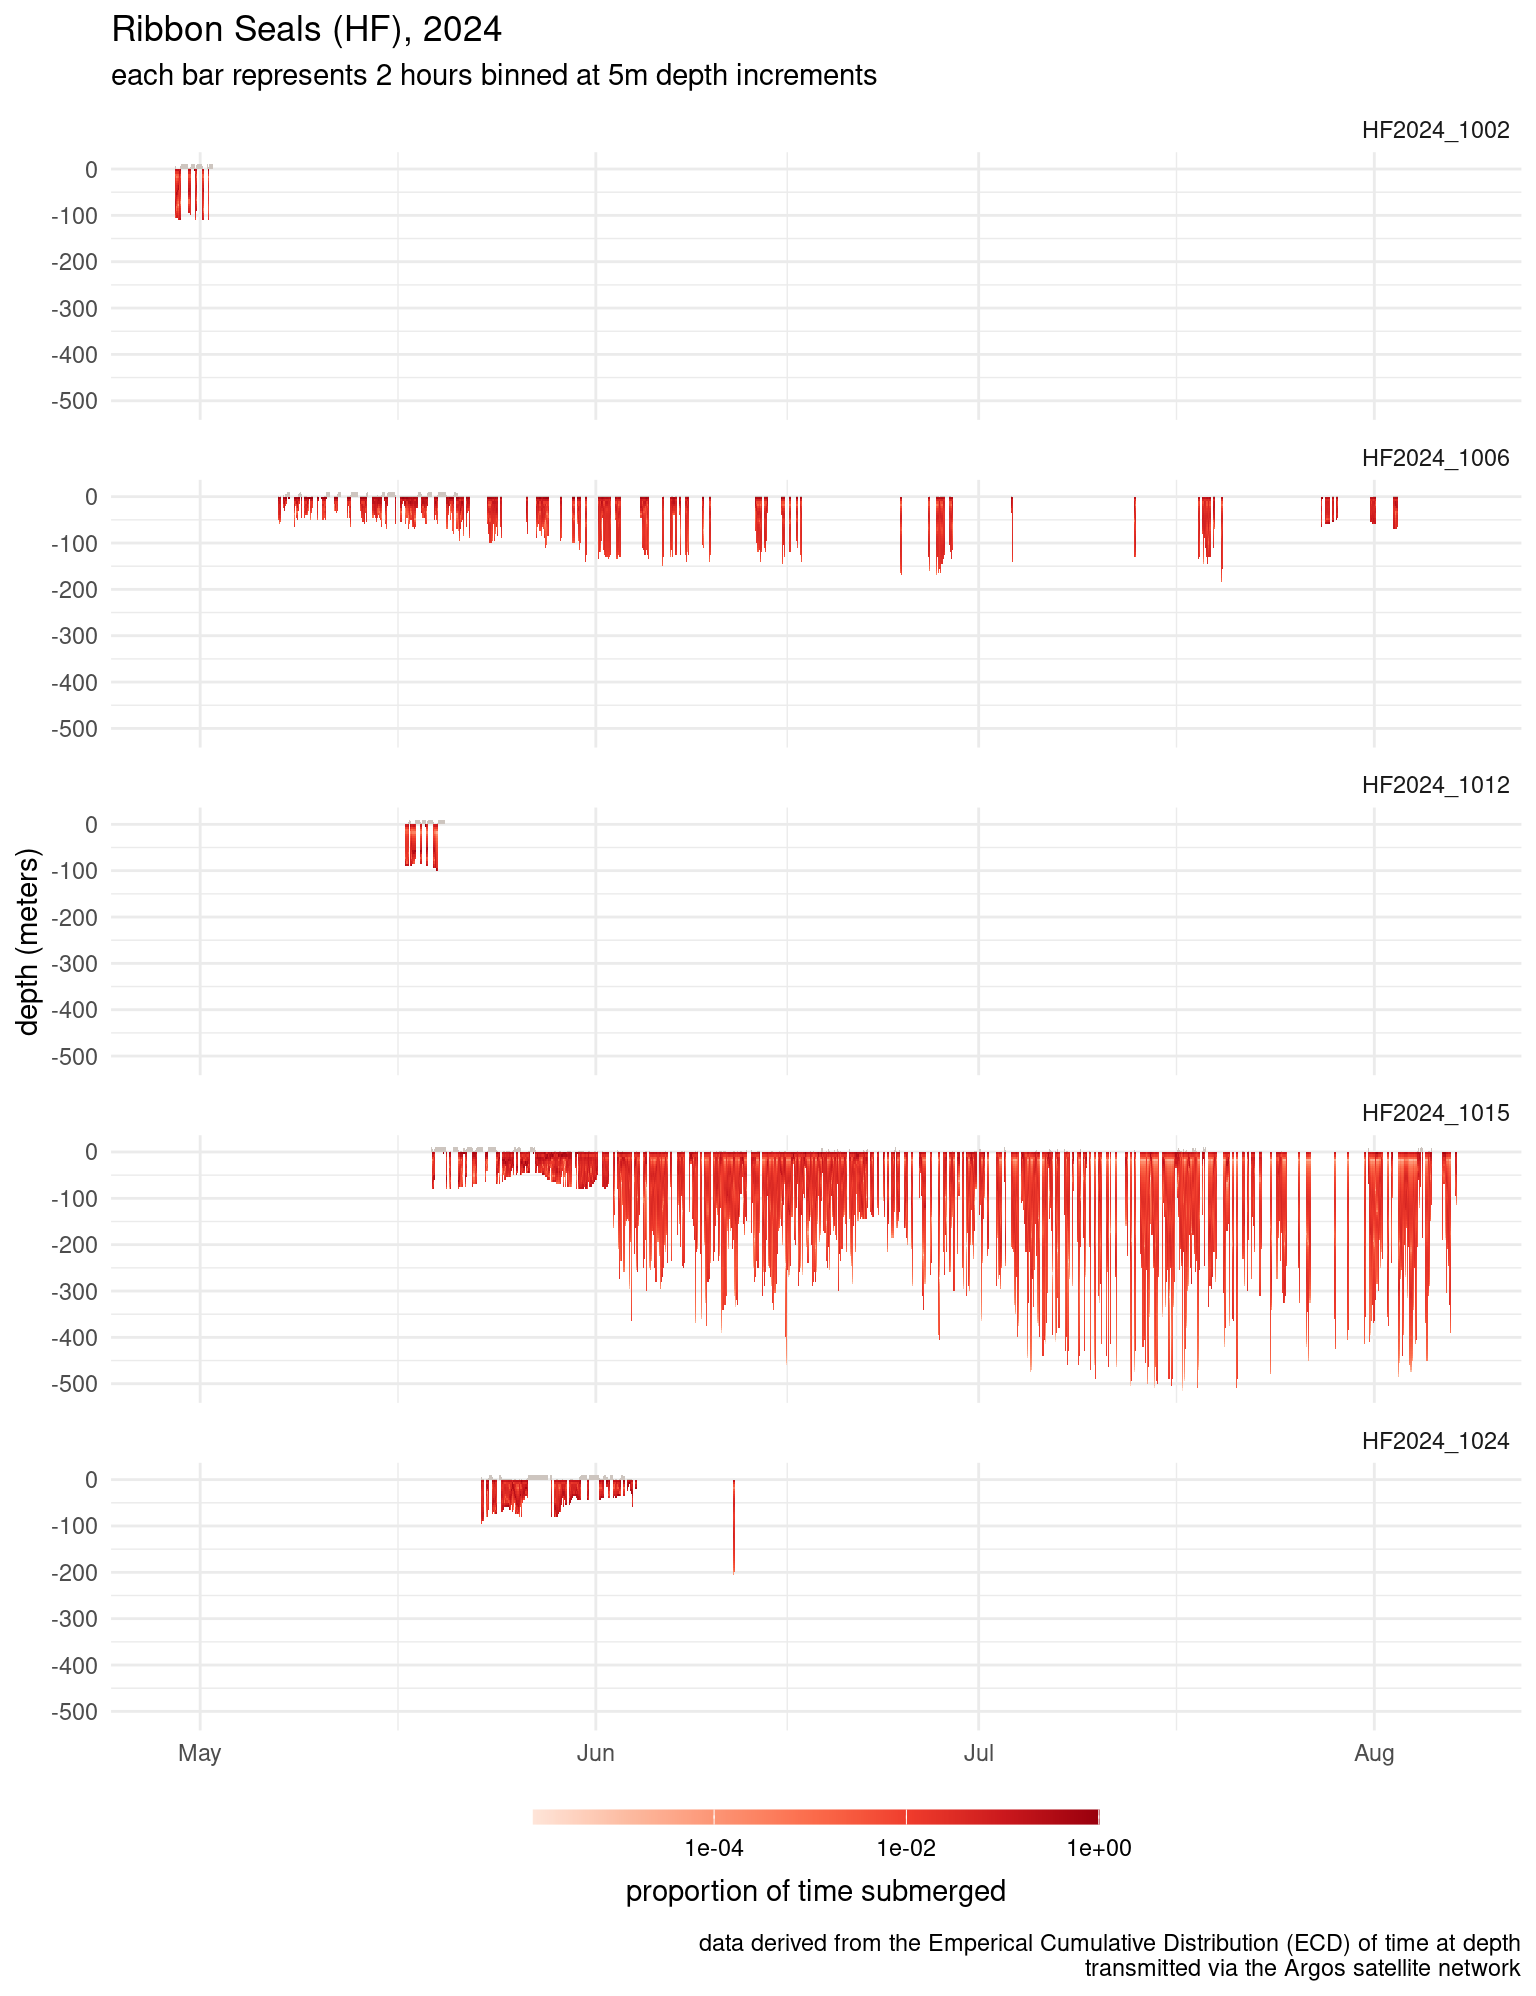 Ribbon Seals (HF), 2024
each bar represents 2 hours binned at 5m depth increments
HF2024_1002
0
-100
-200
-300
-400
-500
HF2024_1006
0
-100
-200
-300
-400
-500
HF2024_1012
0
-100
-200
-300
-400
-500
depth (meters)
HF2024_1015
0
-100
-200
-300
-400
-500
HF2024_1024
0
-100
-200
-300
-400
-500
May Jun Jul Aug
1e-04 1e-02 1e+00
proportion of time submerged
data derived from the Emperical Cumulative Distribution (ECD) of time at depth
transmitted via the Argos satellite network